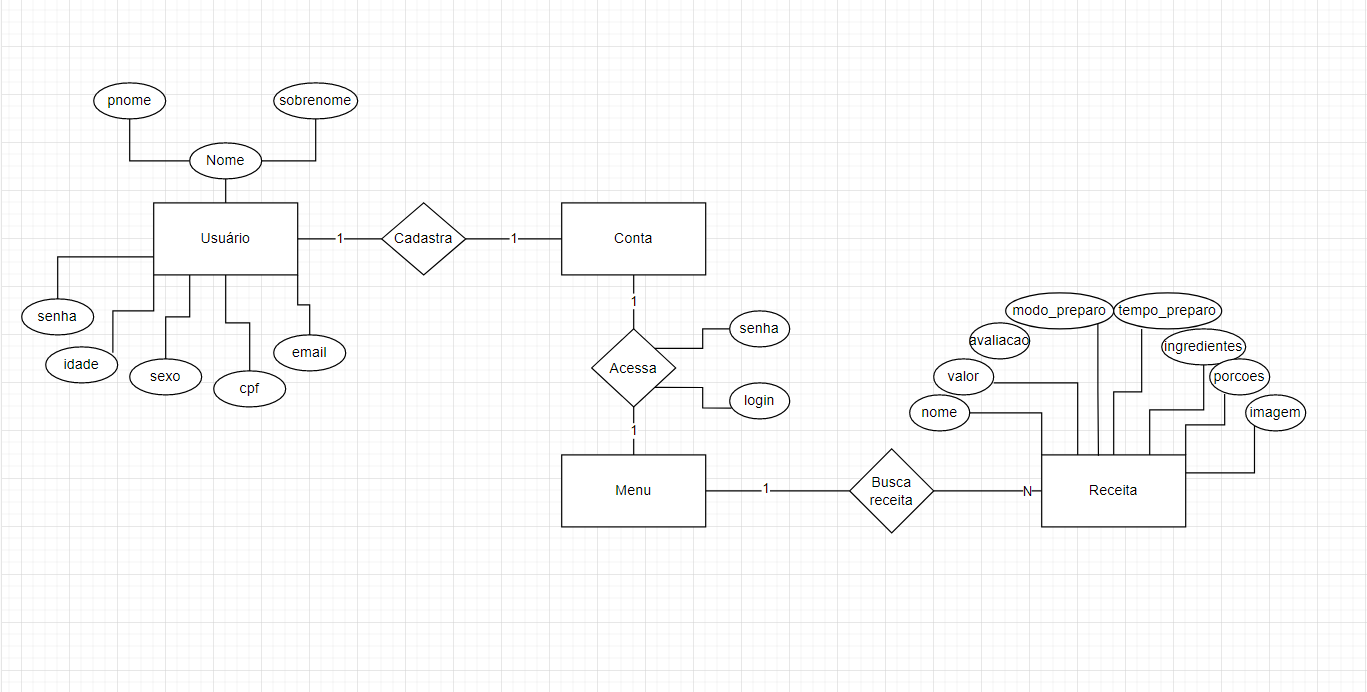 pnome
sobrenome
Nome
Usuário
1
Cadastra
1
Conta
senha
idade
sexo
cpf
email
1
Acessa
senha
login
1
Menu
1
Busca
receita
N
Receita
modo_preparo
tempo_preparo
avaliacao
ingredientes
valor
porcoes
nome
imagem